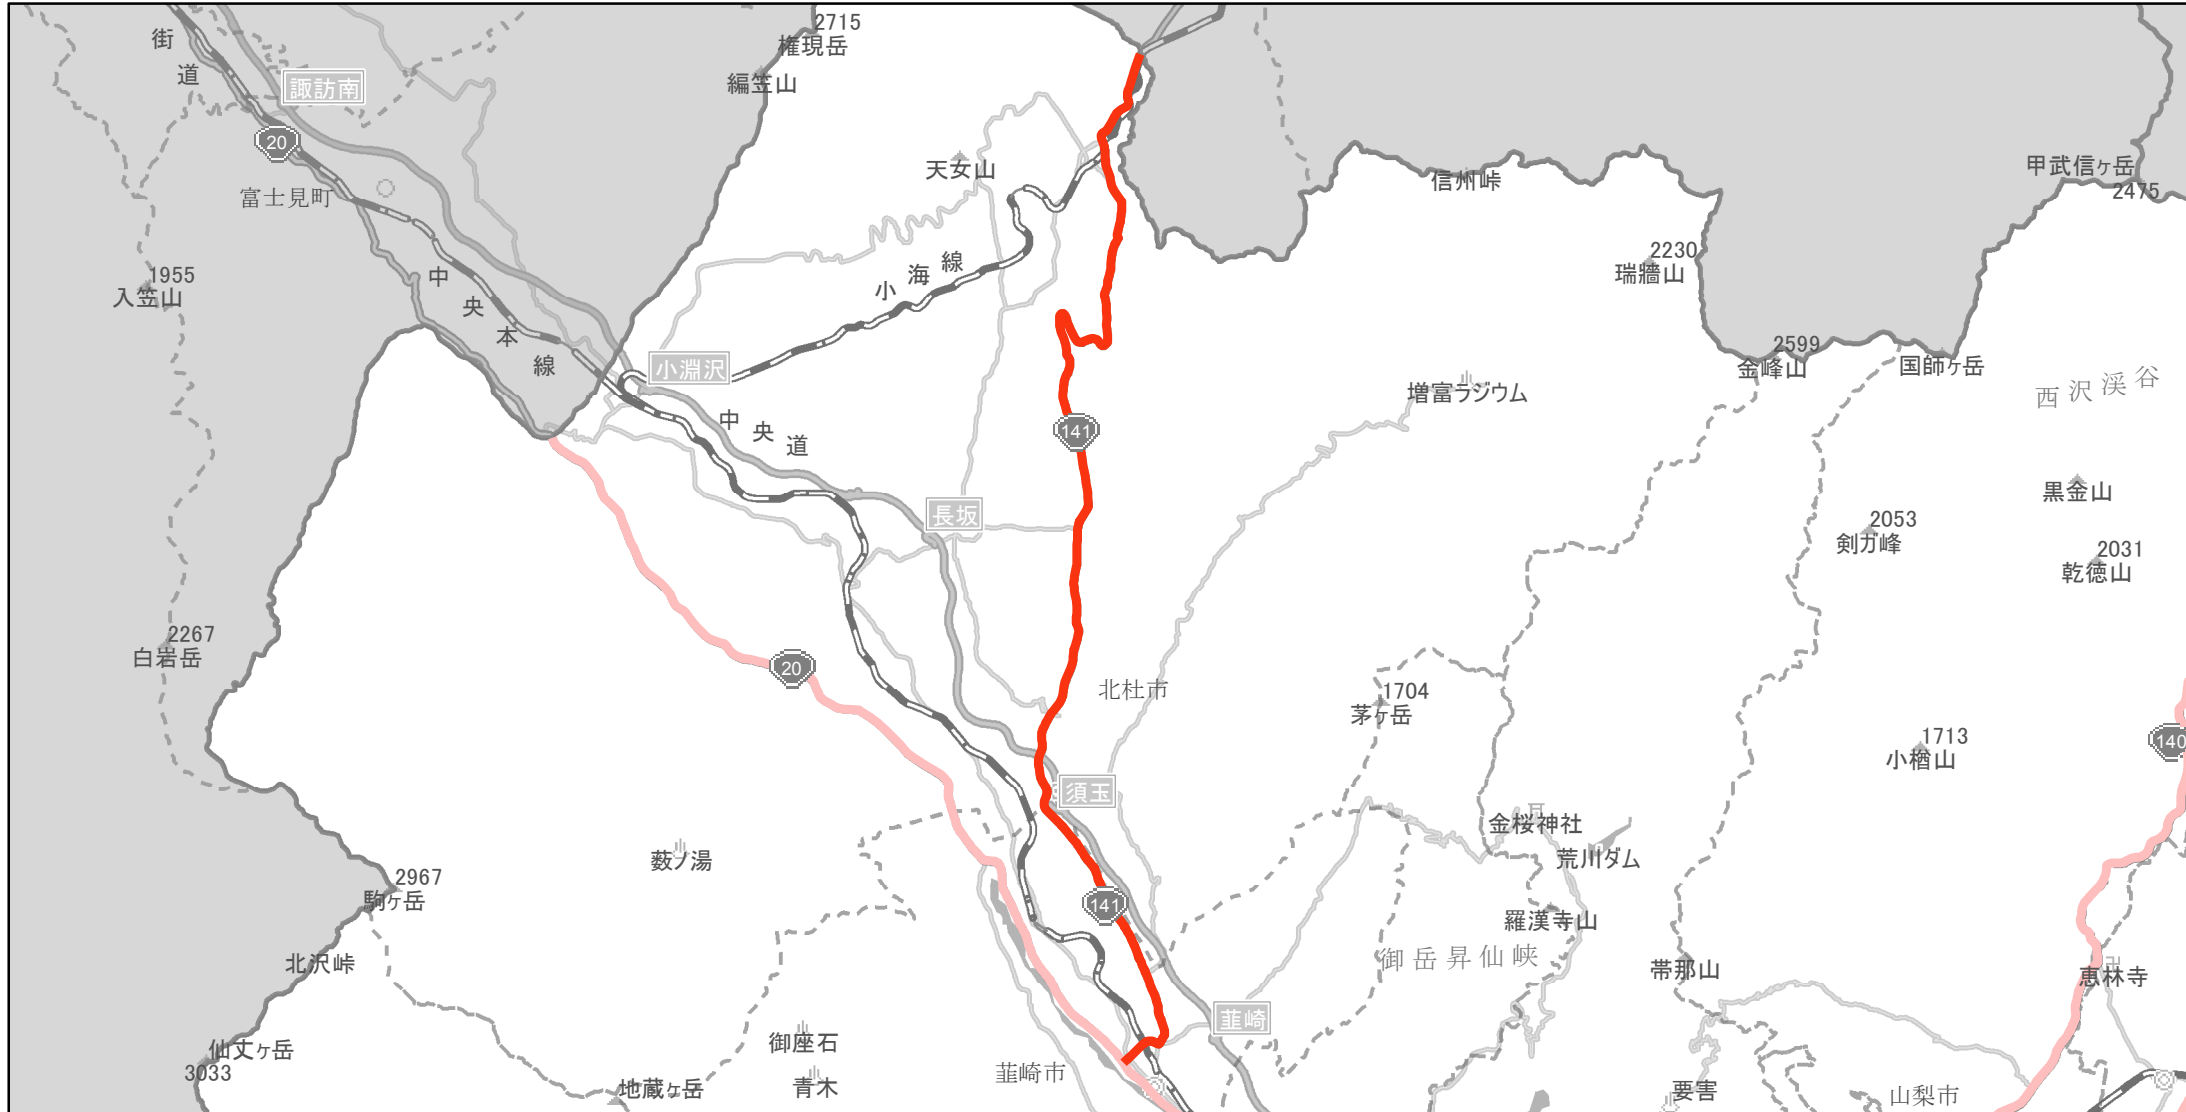 2715
権現岳
編笠山
街道
諏訪南
20
富士見町
天女山
信州峠
甲武信ヶ岳
2475
1955
入笠山
中央本線
小海線
2230
瑞牆山
小淵沢
2599
金峰山
国師ヶ岳
西沢渓谷
増富ラジウム
中央道
141
黒金山
長坂
2053
剣カ峰
2031
乾徳山
2267
白岩岳
20
北杜市
1704
茅ヶ岳
1713
小楢山
140
須玉
金桜神社
荒川ダム
薮ノ湯
2967
駒ヶ岳
141
羅漢寺山
御岳昇仙峡
北沢峠
帯那山
恵林寺
韮崎
仙丈ヶ岳
3033
御座石
韮崎市
地蔵ヶ岳
青木
要害
山梨市